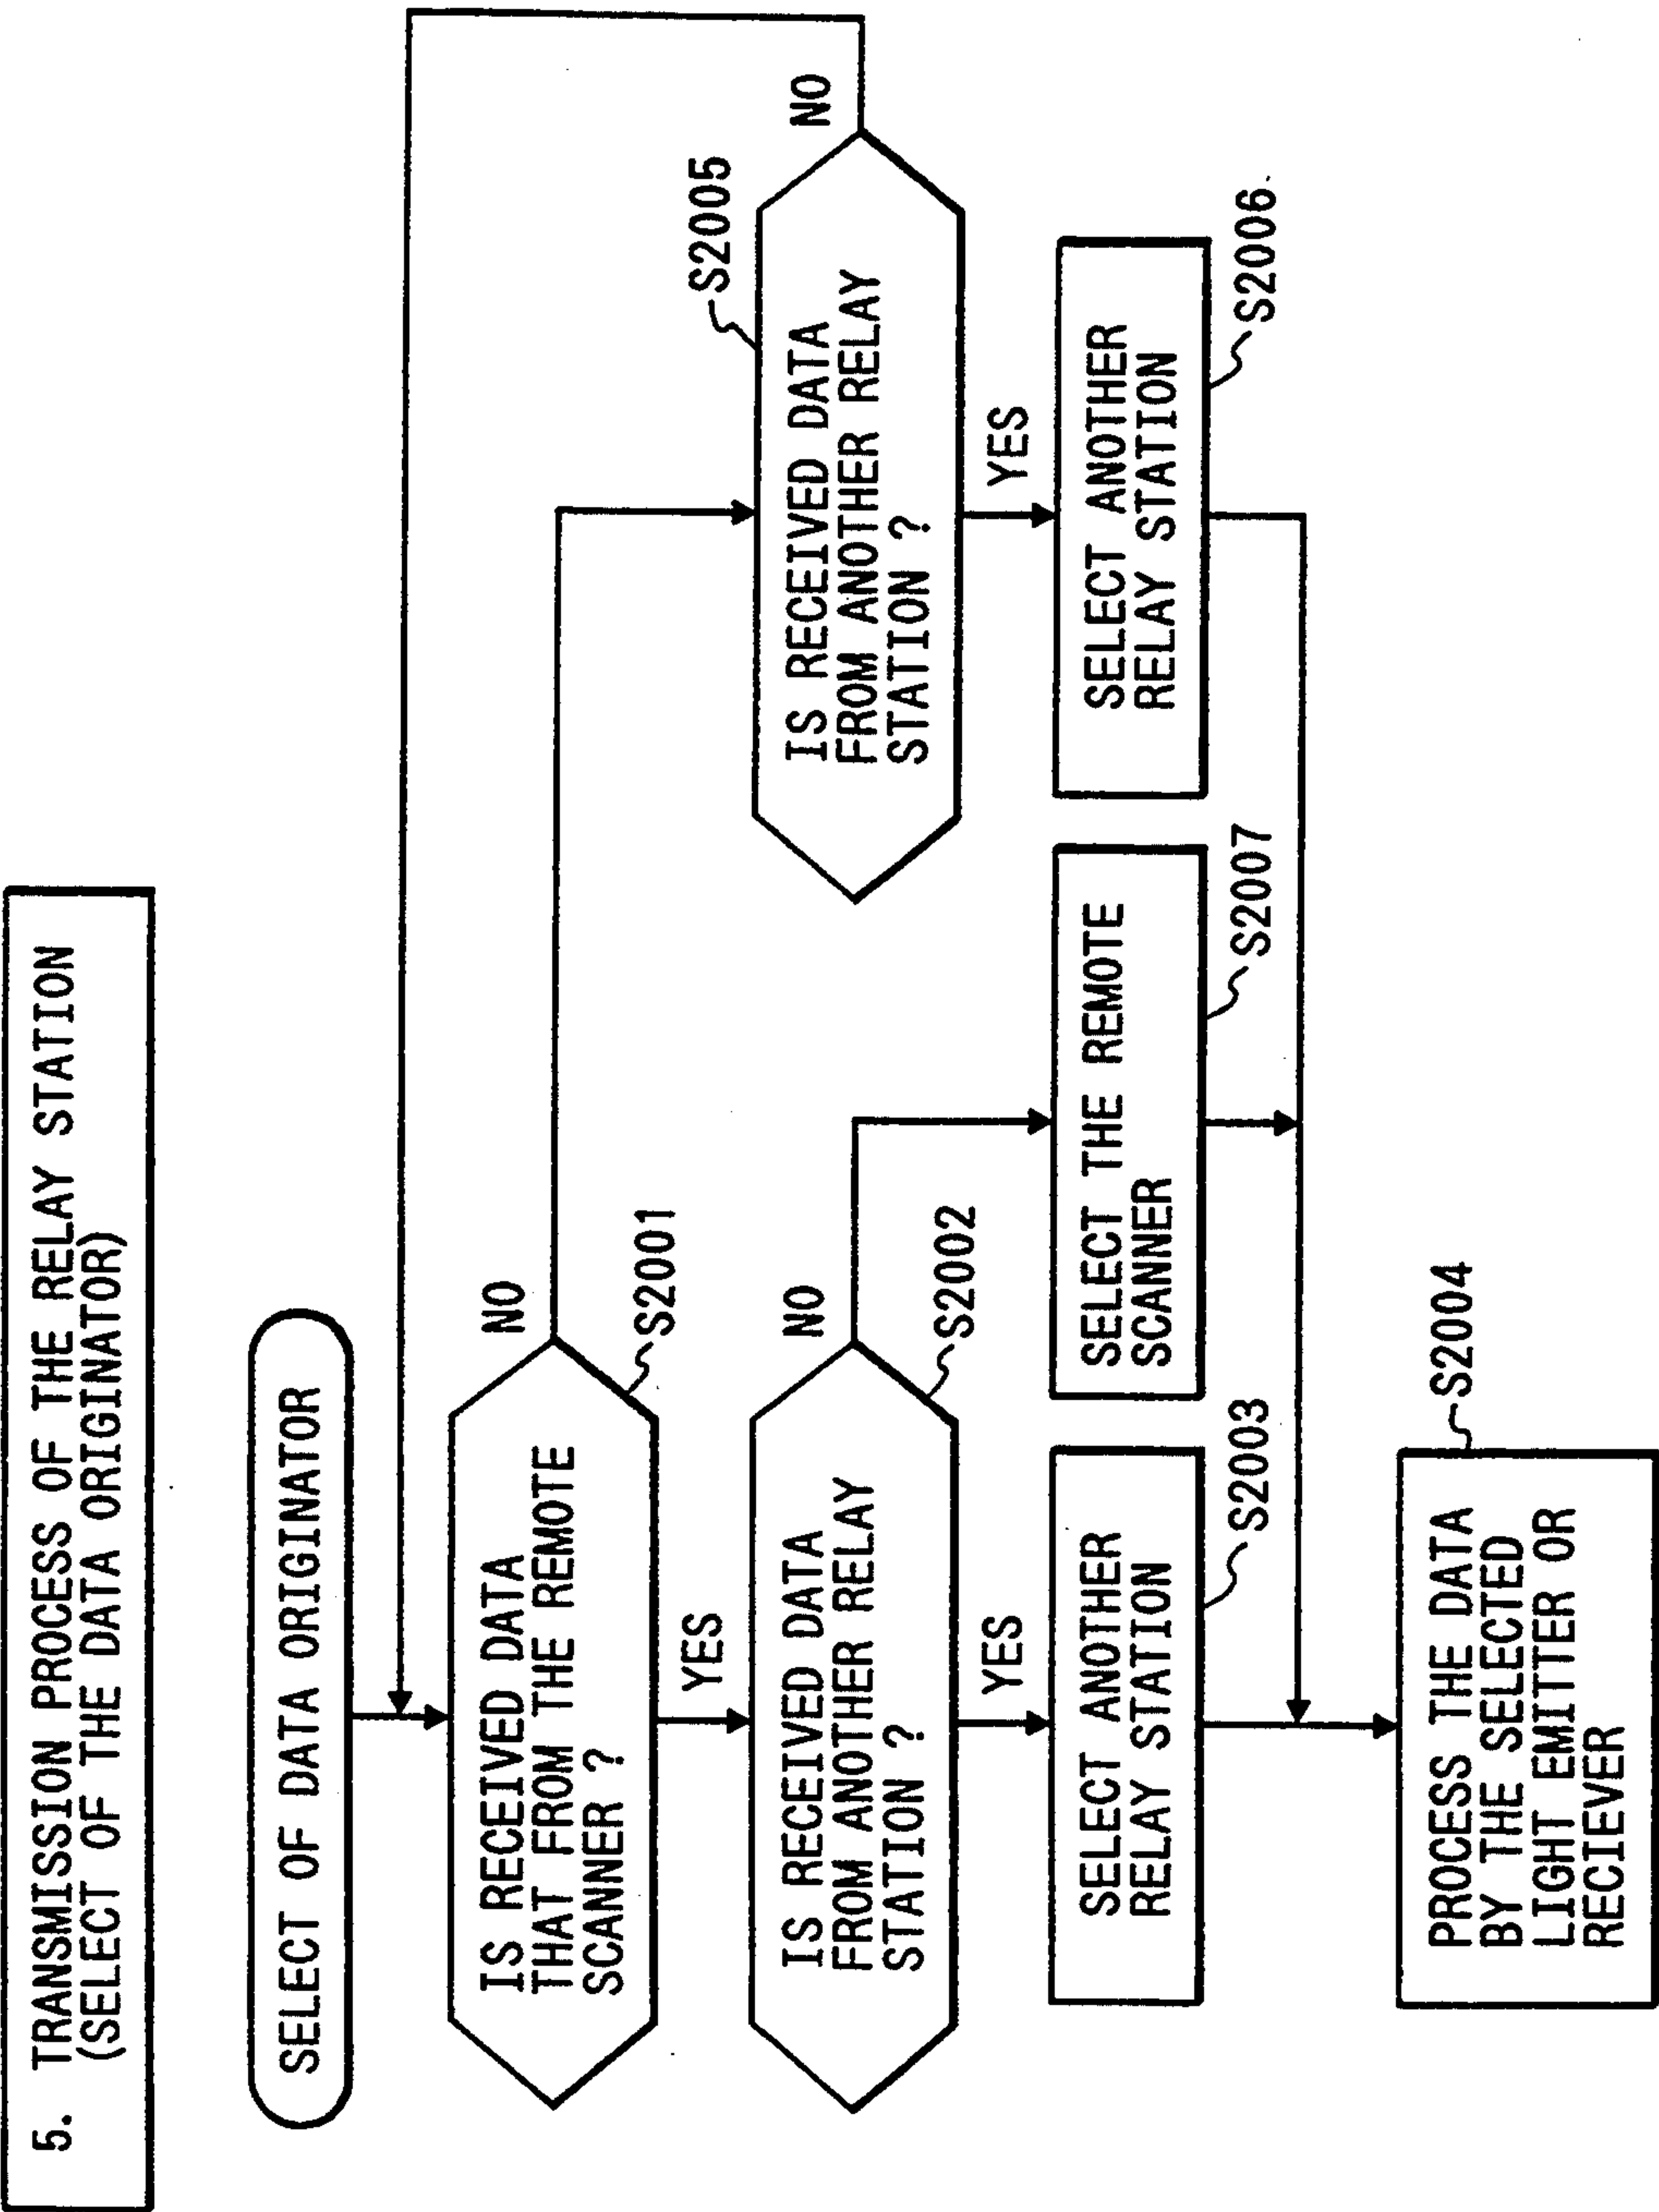 5. TRANSMISSION PROCESS OF THE RELAY STATION
(SELECT OF THE DATA ORIGINATOR)
SELECT OF DATA ORIGINATOR
IS RECEIVED DATA
THAT FROM THE REMOTE
SCANNER ?
NO
S2001
YES
IS RECEIVED DATA
FROM ANOTHER RELAY
STATION ?
NO
S2002
YES
SELECT ANOTHER
RELAY STATION
S2003
SELECT THE REMOTE
SCANNER
S2007
IS RECEIVED DATA
FROM ANOTHER RELAY
STATION ?
NO
S2005
YES
SELECT ANOTHER
RELAY STATION
S2006
PROCESS THE DATA
BY THE SELECTED
LIGHT EMITTER OR
RECIEVER
S2004